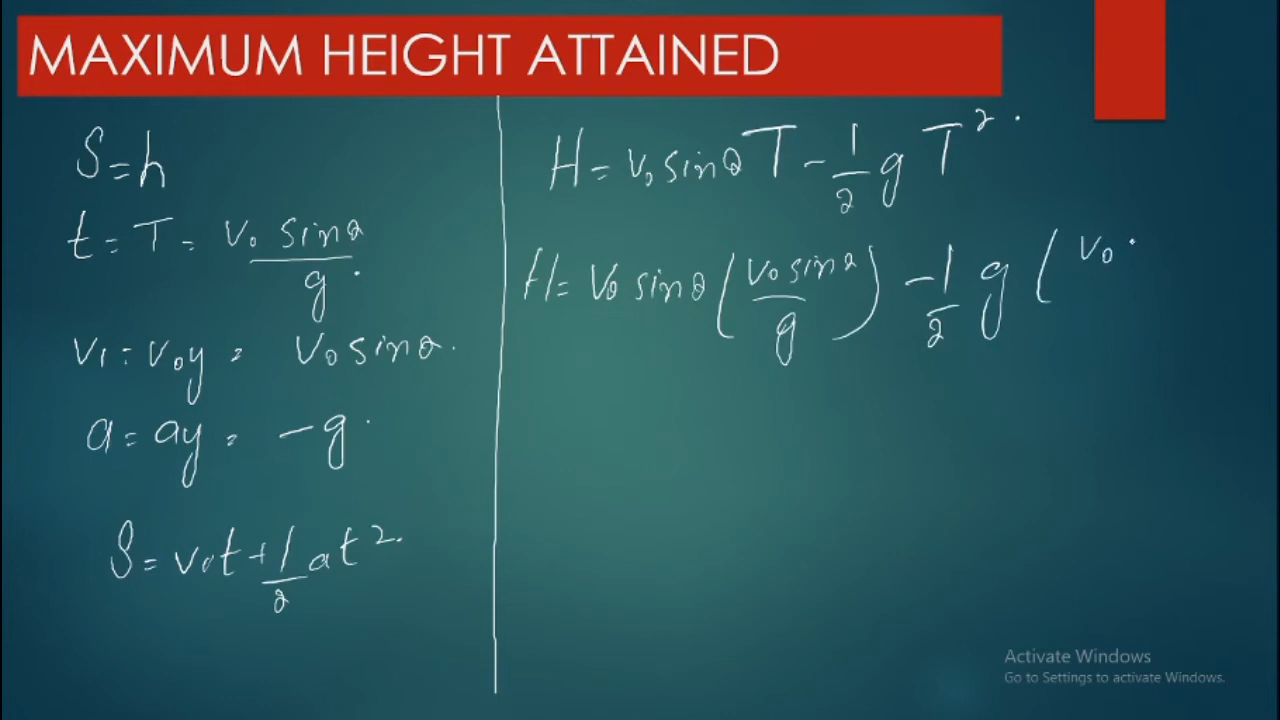 MAXIMUM HEIGHT ATTAINED
S=h
t = T = v₀ sinθ / g.
v₁ = v₀y = v₀ sinθ.
a = ay = -g.
S = v₀t + 1/2 at².
H = v₀ sinθ T - 1/2 g T².
H = v₀ sinθ (v₀ sinθ / g) - 1/2 g (v₀
Activate Windows
Go to Settings to activate Windows.